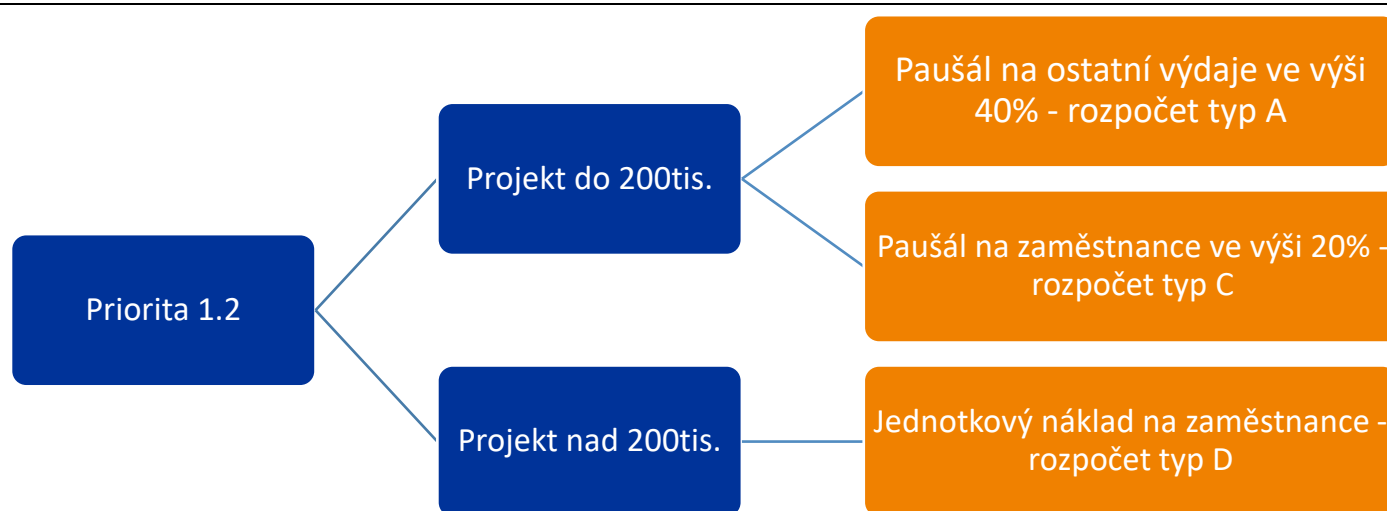 Priorita 1.2
Projekt do 200tis.
Paušál na ostatní výdaje ve výši
40% - rozpočet typ A
Paušál na zaměstnance ve výši 20% -
rozpočet typ C
Projekt nad 200tis.
Jednotkový náklad na zaměstnance -
rozpočet typ D